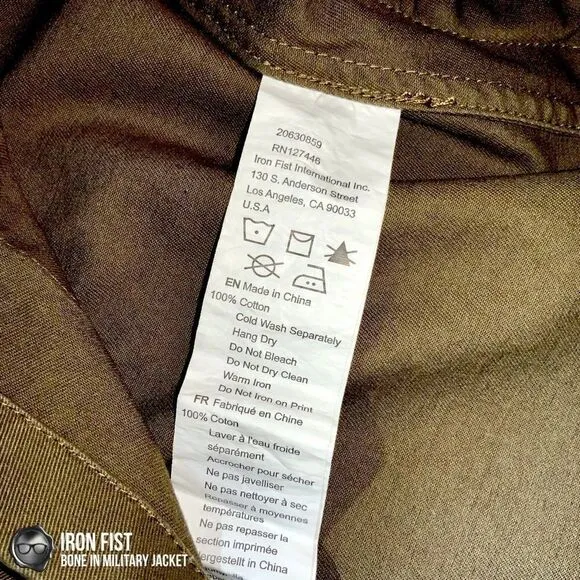 20630859
RN127446
Iron Fist International Inc.
130 S. Anderson Street
Los Angeles, CA 90033
U.S.A
EN Made in China
100% Cotton
Cold Wash Separately
Hang Dry
Do Not Bleach
Do Not Dry Clean
Warm Iron
Do Not Iron on Print
FR Fabriqué en Chine
100% Coton
Laver à l'eau froide
séparément
Accrocher pour sécher
Ne pas javelliser
Ne pas nettoyer à sec
Repasser à moyennes
températures
Ne pas repasser la
section imprimée
ergestellt in China
IRON FIST
BONE IN MILITARY JACKET